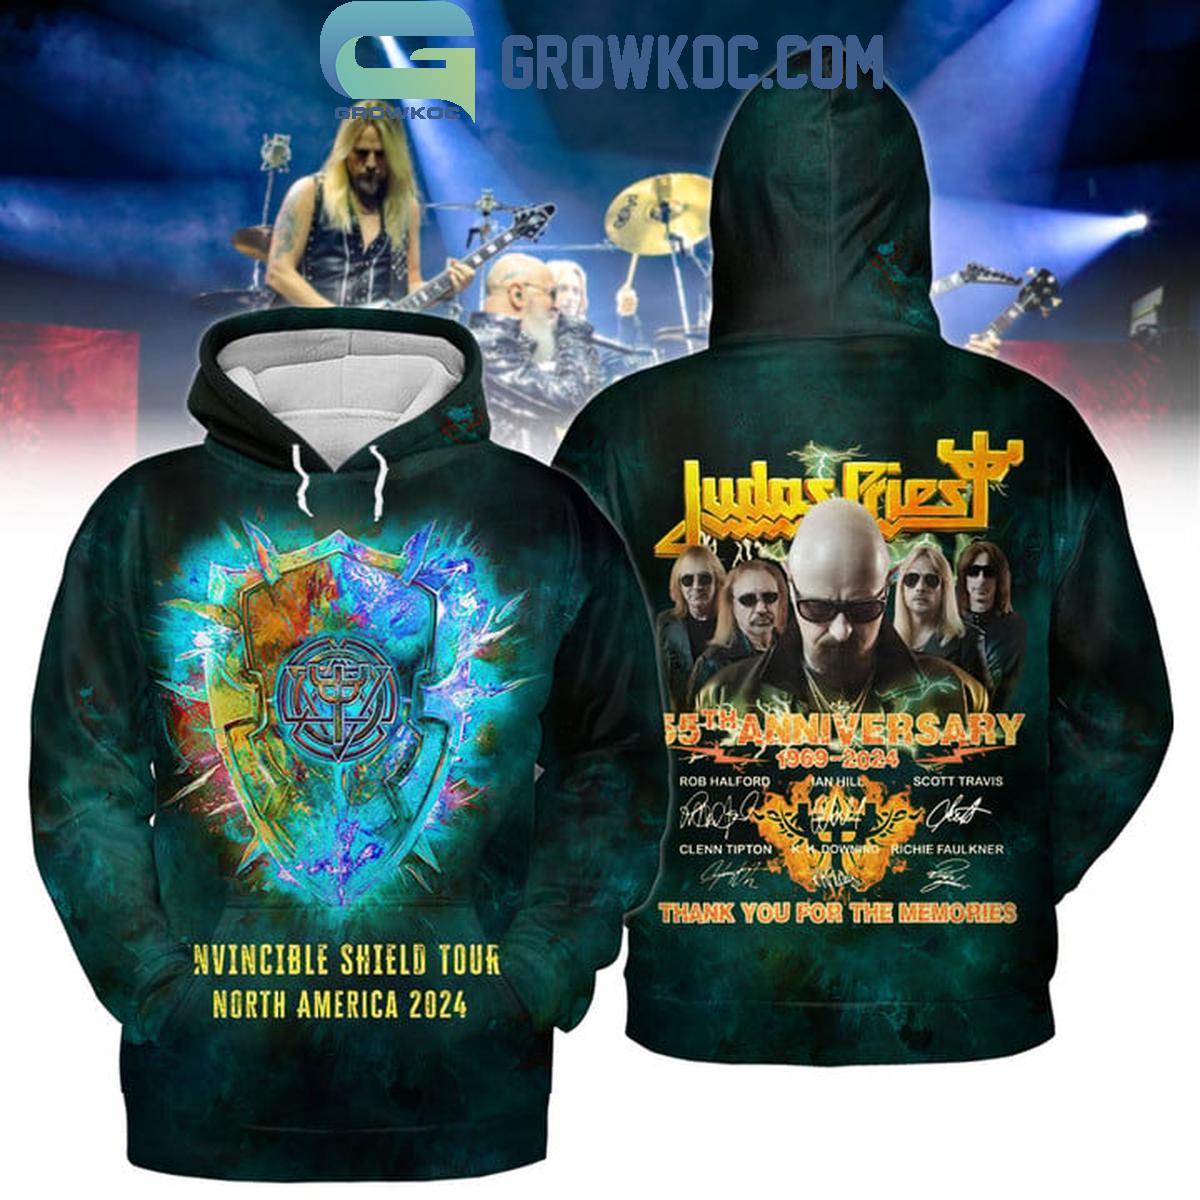 GROWKOC.COM
GROWKOC
Judas Priest
55TH ANNIVERSARY
1969-2024
ROB HALFORD IAN HILL SCOTT TRAVIS
CLENN TIPTON K. K. DOWNING RICHIE FAULKNER
THANK YOU FOR THE MEMORIES
NVINCIBLE SHIELD TOUR
NORTH AMERICA 2024